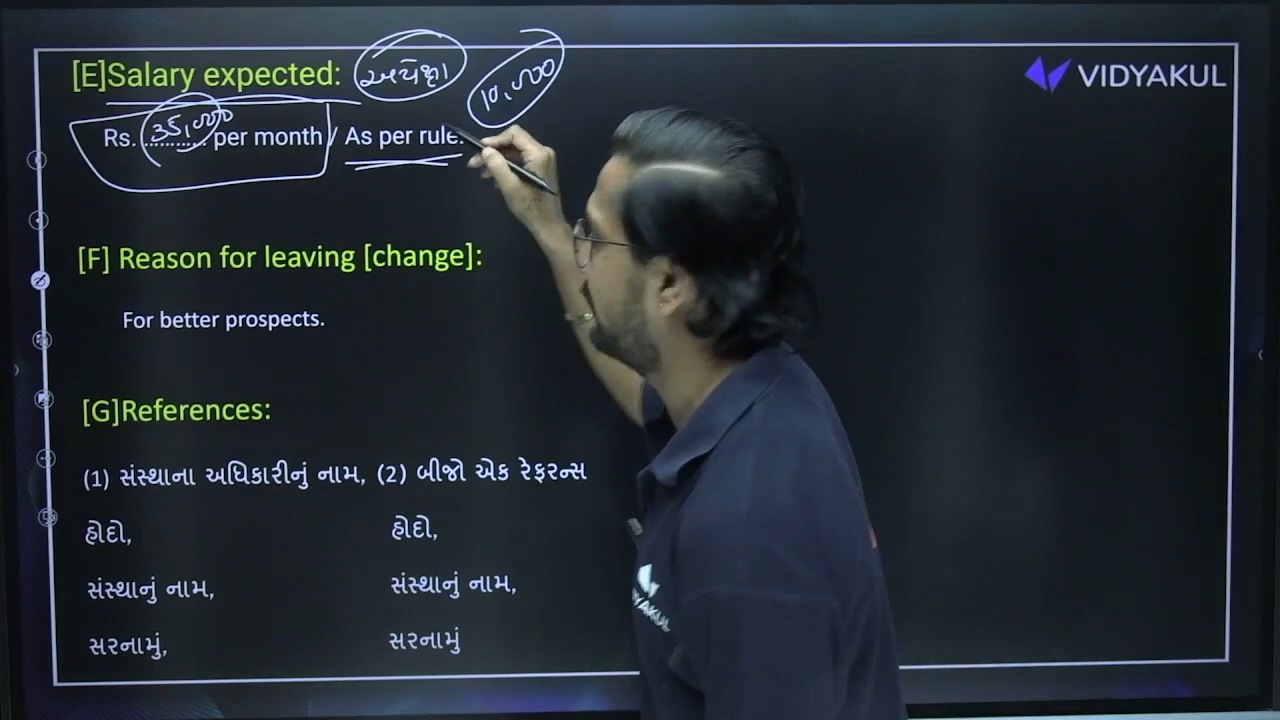 [E]Salary expected: અપેક્ષા 10,000
VIDYAKUL
Rs. ...35,000... per month / As per rule.
[F] Reason for leaving [change]:
For better prospects.
[G]References:
(1) સંસ્થાના અધિકારીનું નામ, (2) બીજો એક રેફરન્સ
હોદો, હોદો,
સંસ્થાનું નામ, સંસ્થાનું નામ,
સરનામું, સરનામું